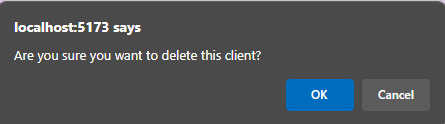 localhost:5173 says
Are you sure you want to delete this client?
OK
Cancel